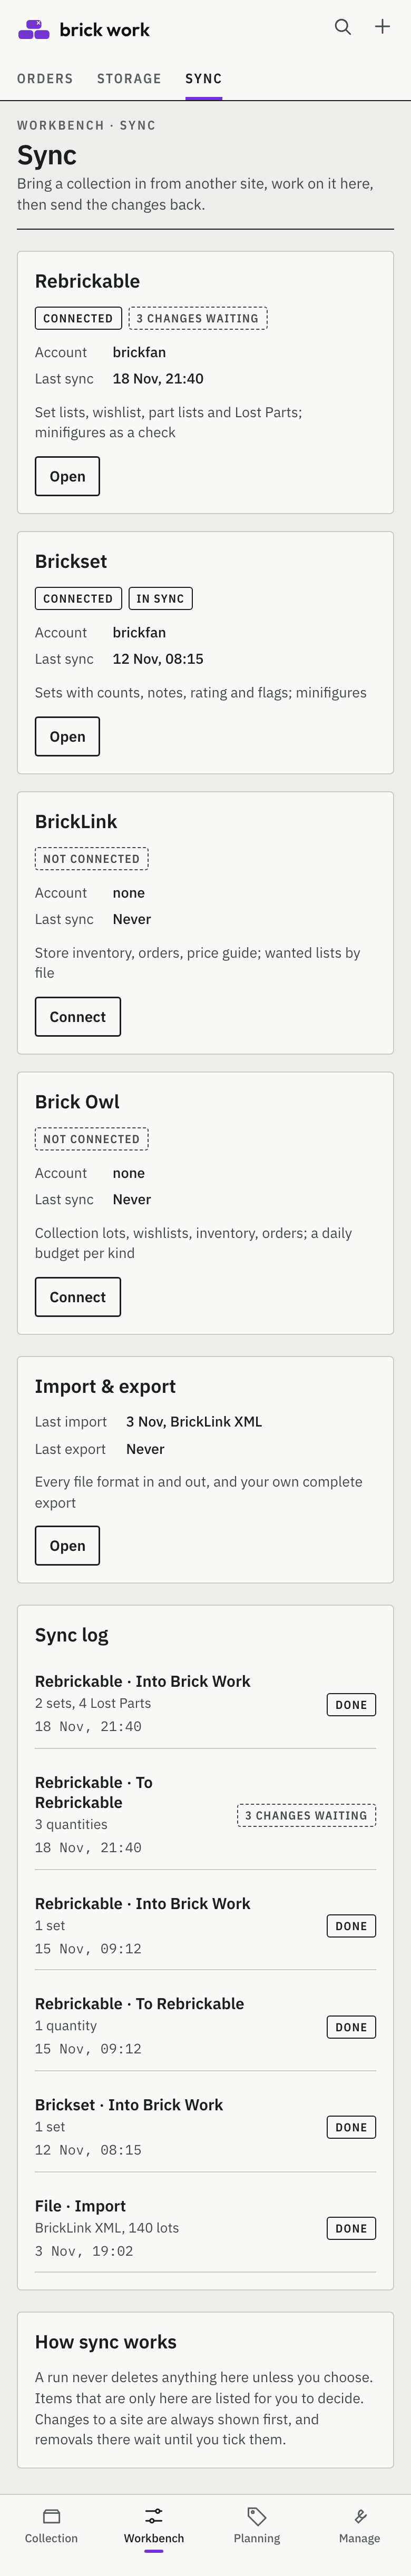 brick work
ORDERS STORAGE SYNC
WORKBENCH · SYNC
Sync
Bring a collection in from another site, work on it here,
then send the changes back.
Rebrickable
CONNECTED 3 CHANGES WAITING
Account brickfan
Last sync 18 Nov, 21:40
Set lists, wishlist, part lists and Lost Parts;
minifigures as a check
Open
Brickset
CONNECTED IN SYNC
Account brickfan
Last sync 12 Nov, 08:15
Sets with counts, notes, rating and flags; minifigures
Open
BrickLink
NOT CONNECTED
Account none
Last sync Never
Store inventory, orders, price guide; wanted lists by
file
Connect
Brick Owl
NOT CONNECTED
Account none
Last sync Never
Collection lots, wishlists, inventory, orders; a daily
budget per kind
Connect
Import & export
Last import 3 Nov, BrickLink XML
Last export Never
Every file format in and out, and your own complete
export
Open
Sync log
Rebrickable · Into Brick Work
2 sets, 4 Lost Parts
18 Nov, 21:40
DONE
Rebrickable · To
Rebrickable
3 quantities
18 Nov, 21:40
3 CHANGES WAITING
Rebrickable · Into Brick Work
1 set
15 Nov, 09:12
DONE
Rebrickable · To Rebrickable
1 quantity
15 Nov, 09:12
DONE
Brickset · Into Brick Work
1 set
12 Nov, 08:15
DONE
File · Import
BrickLink XML, 140 lots
3 Nov, 19:02
DONE
How sync works
A run never deletes anything here unless you choose.
Items that are only here are listed for you to decide.
Changes to a site are always shown first, and
removals there wait until you tick them.
Collection Workbench Planning Manage